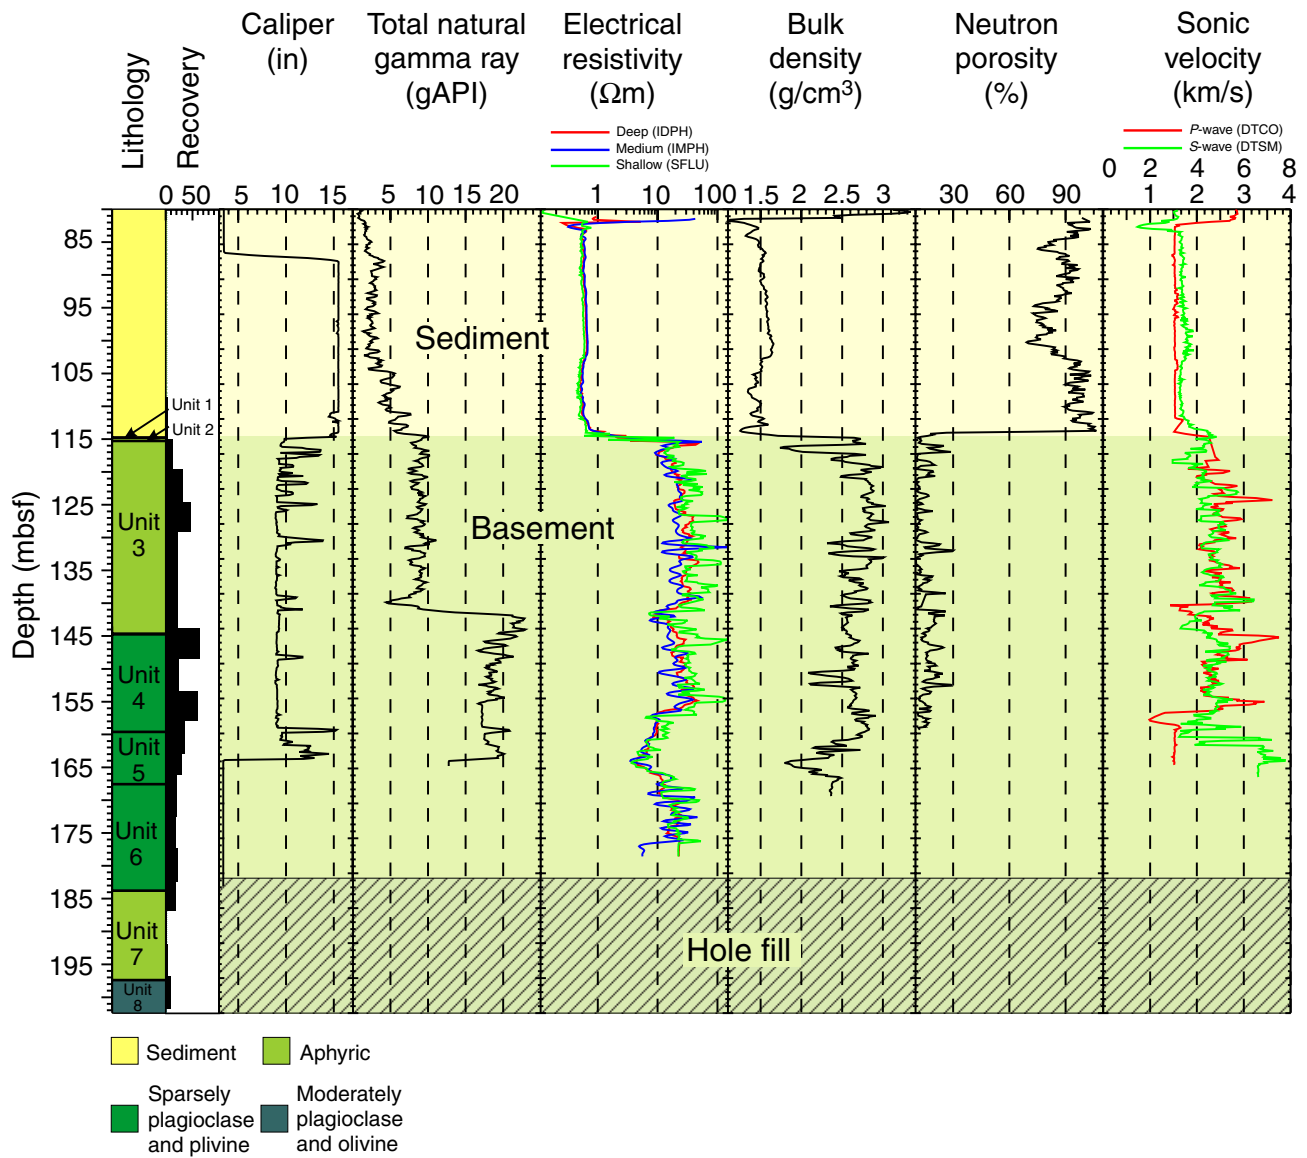 Lithology
Recovery
Caliper
(in)
Total natural
gamma ray
(gAPI)
Electrical
resistivity
(Ωm)
Bulk
density
(g/cm³)
Neutron
porosity
(%)
Sonic
velocity
(km/s)
Deep (IDPH)
Medium (IMPH)
Shallow (SFLU)
P-wave (DTCO)
S-wave (DTSM)
0 2 4 6 8
0 50
5 10 15
5 10 15 20
1 10 100
1.5 2 2.5 3
30 60 90
1 2 3 4
Depth (mbsf)
85
95
105
115
125
135
145
155
165
175
185
195
Sediment
Unit 1
Unit 2
Basement
Unit
3
Unit
4
Unit
5
Unit
6
Unit
7
Unit
8
Hole fill
Sediment
Aphyric
Sparsely
plagioclase
and plivine
Moderately
plagioclase
and olivine